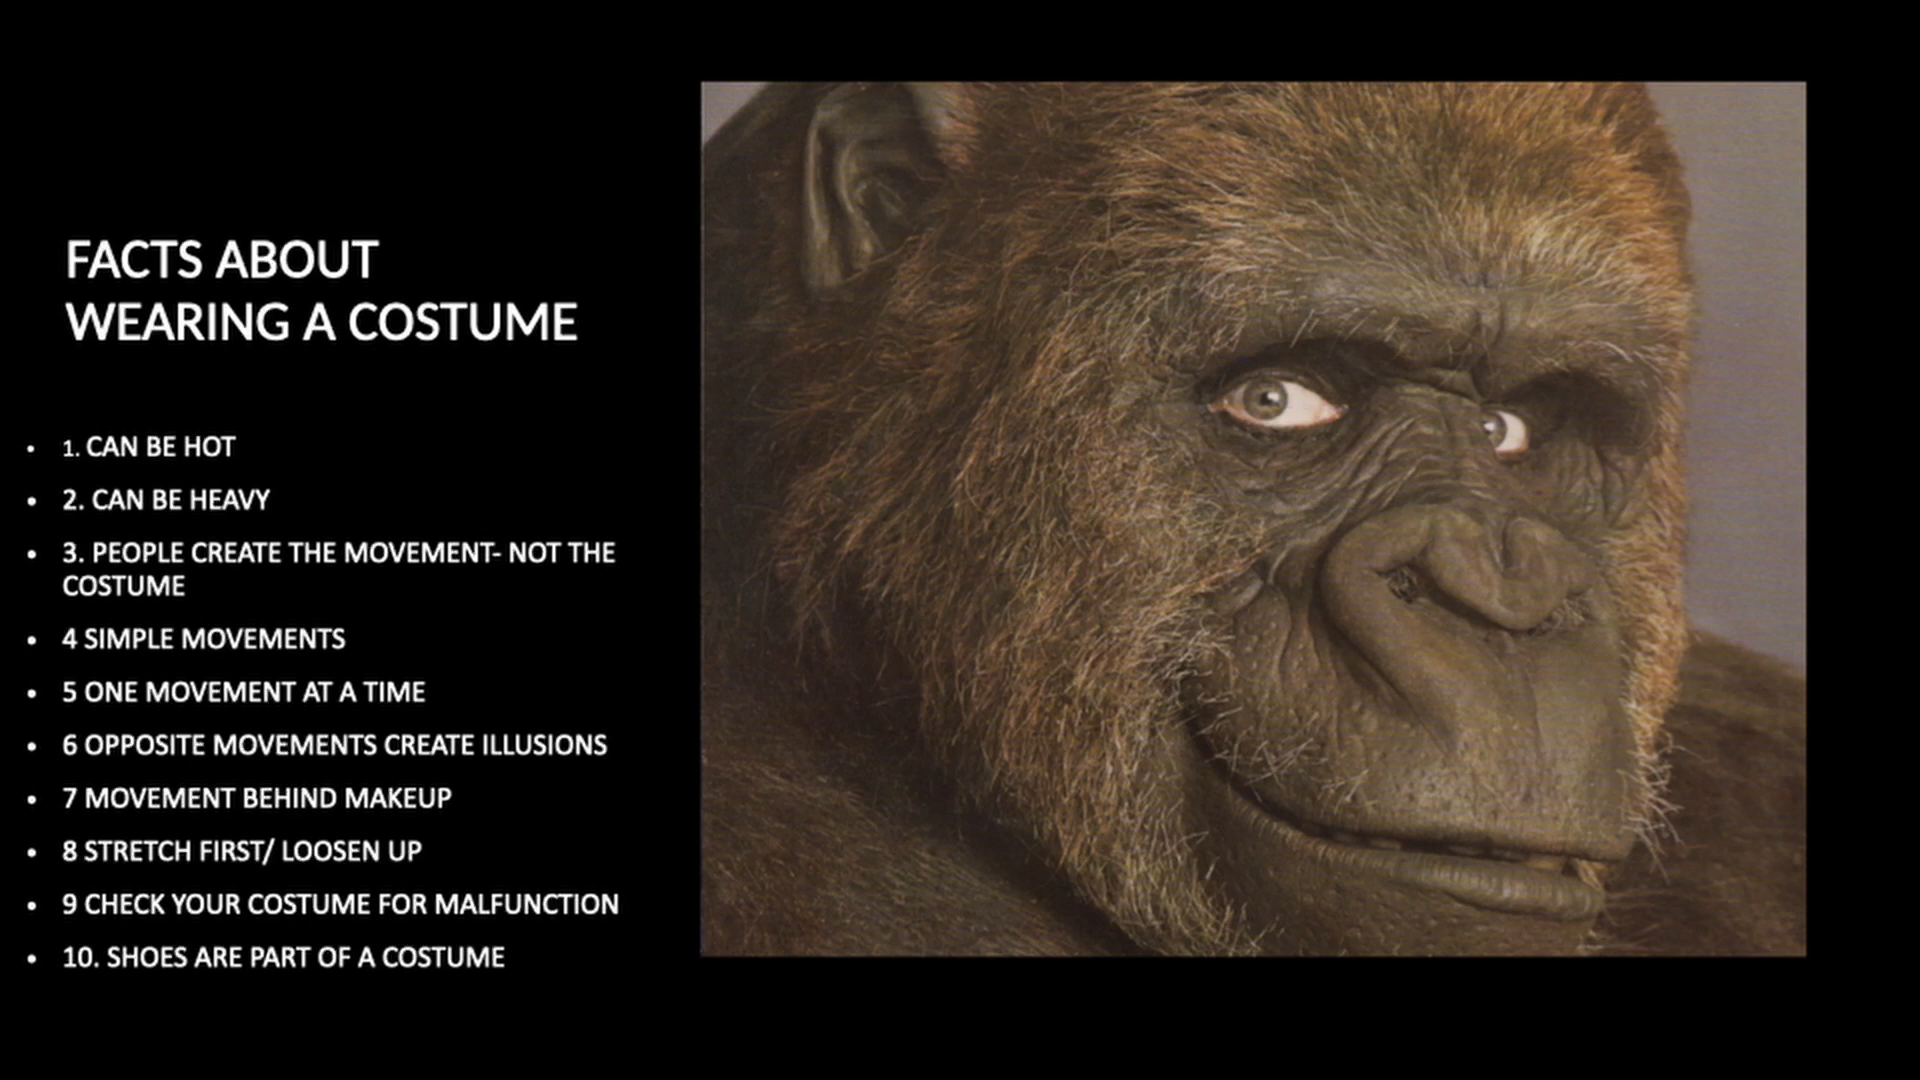 FACTS ABOUT
WEARING A COSTUME
• 1. CAN BE HOT
• 2. CAN BE HEAVY
• 3. PEOPLE CREATE THE MOVEMENT- NOT THE
COSTUME
• 4 SIMPLE MOVEMENTS
• 5 ONE MOVEMENT AT A TIME
• 6 OPPOSITE MOVEMENTS CREATE ILLUSIONS
• 7 MOVEMENT BEHIND MAKEUP
• 8 STRETCH FIRST/ LOOSEN UP
• 9 CHECK YOUR COSTUME FOR MALFUNCTION
• 10. SHOES ARE PART OF A COSTUME